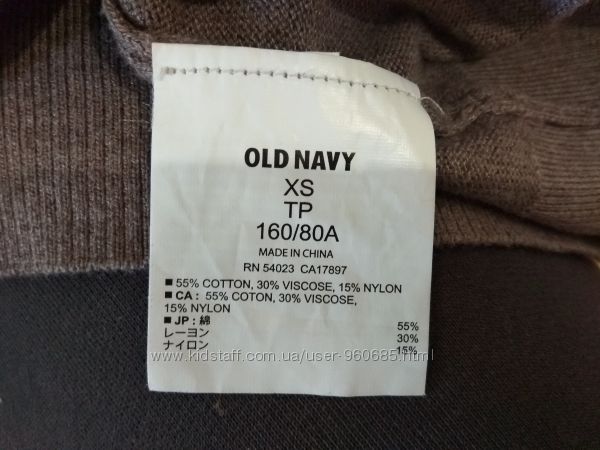 OLD NAVY
XS
TP
160/80A
MADE IN CHINA
RN 54023 CA17897
■ 55% COTTON, 30% VISCOSE, 15% NYLON
■ CA : 55% COTON, 30% VISCOSE,
15% NYLON
■ JP : 綿 55%
レーヨン 30%
ナイロン 15%
www.kidstaff.com.ua/user-960685.html